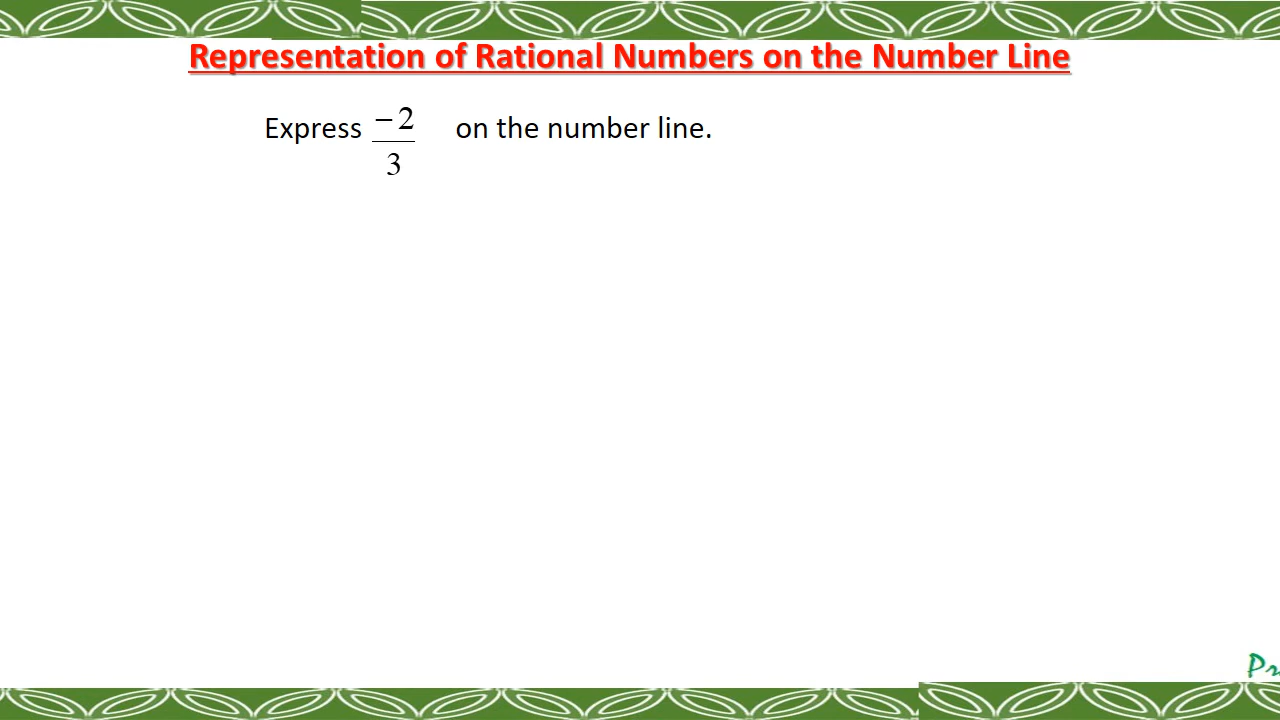 Representation of Rational Numbers on the Number Line
Express −2/3 on the number line.